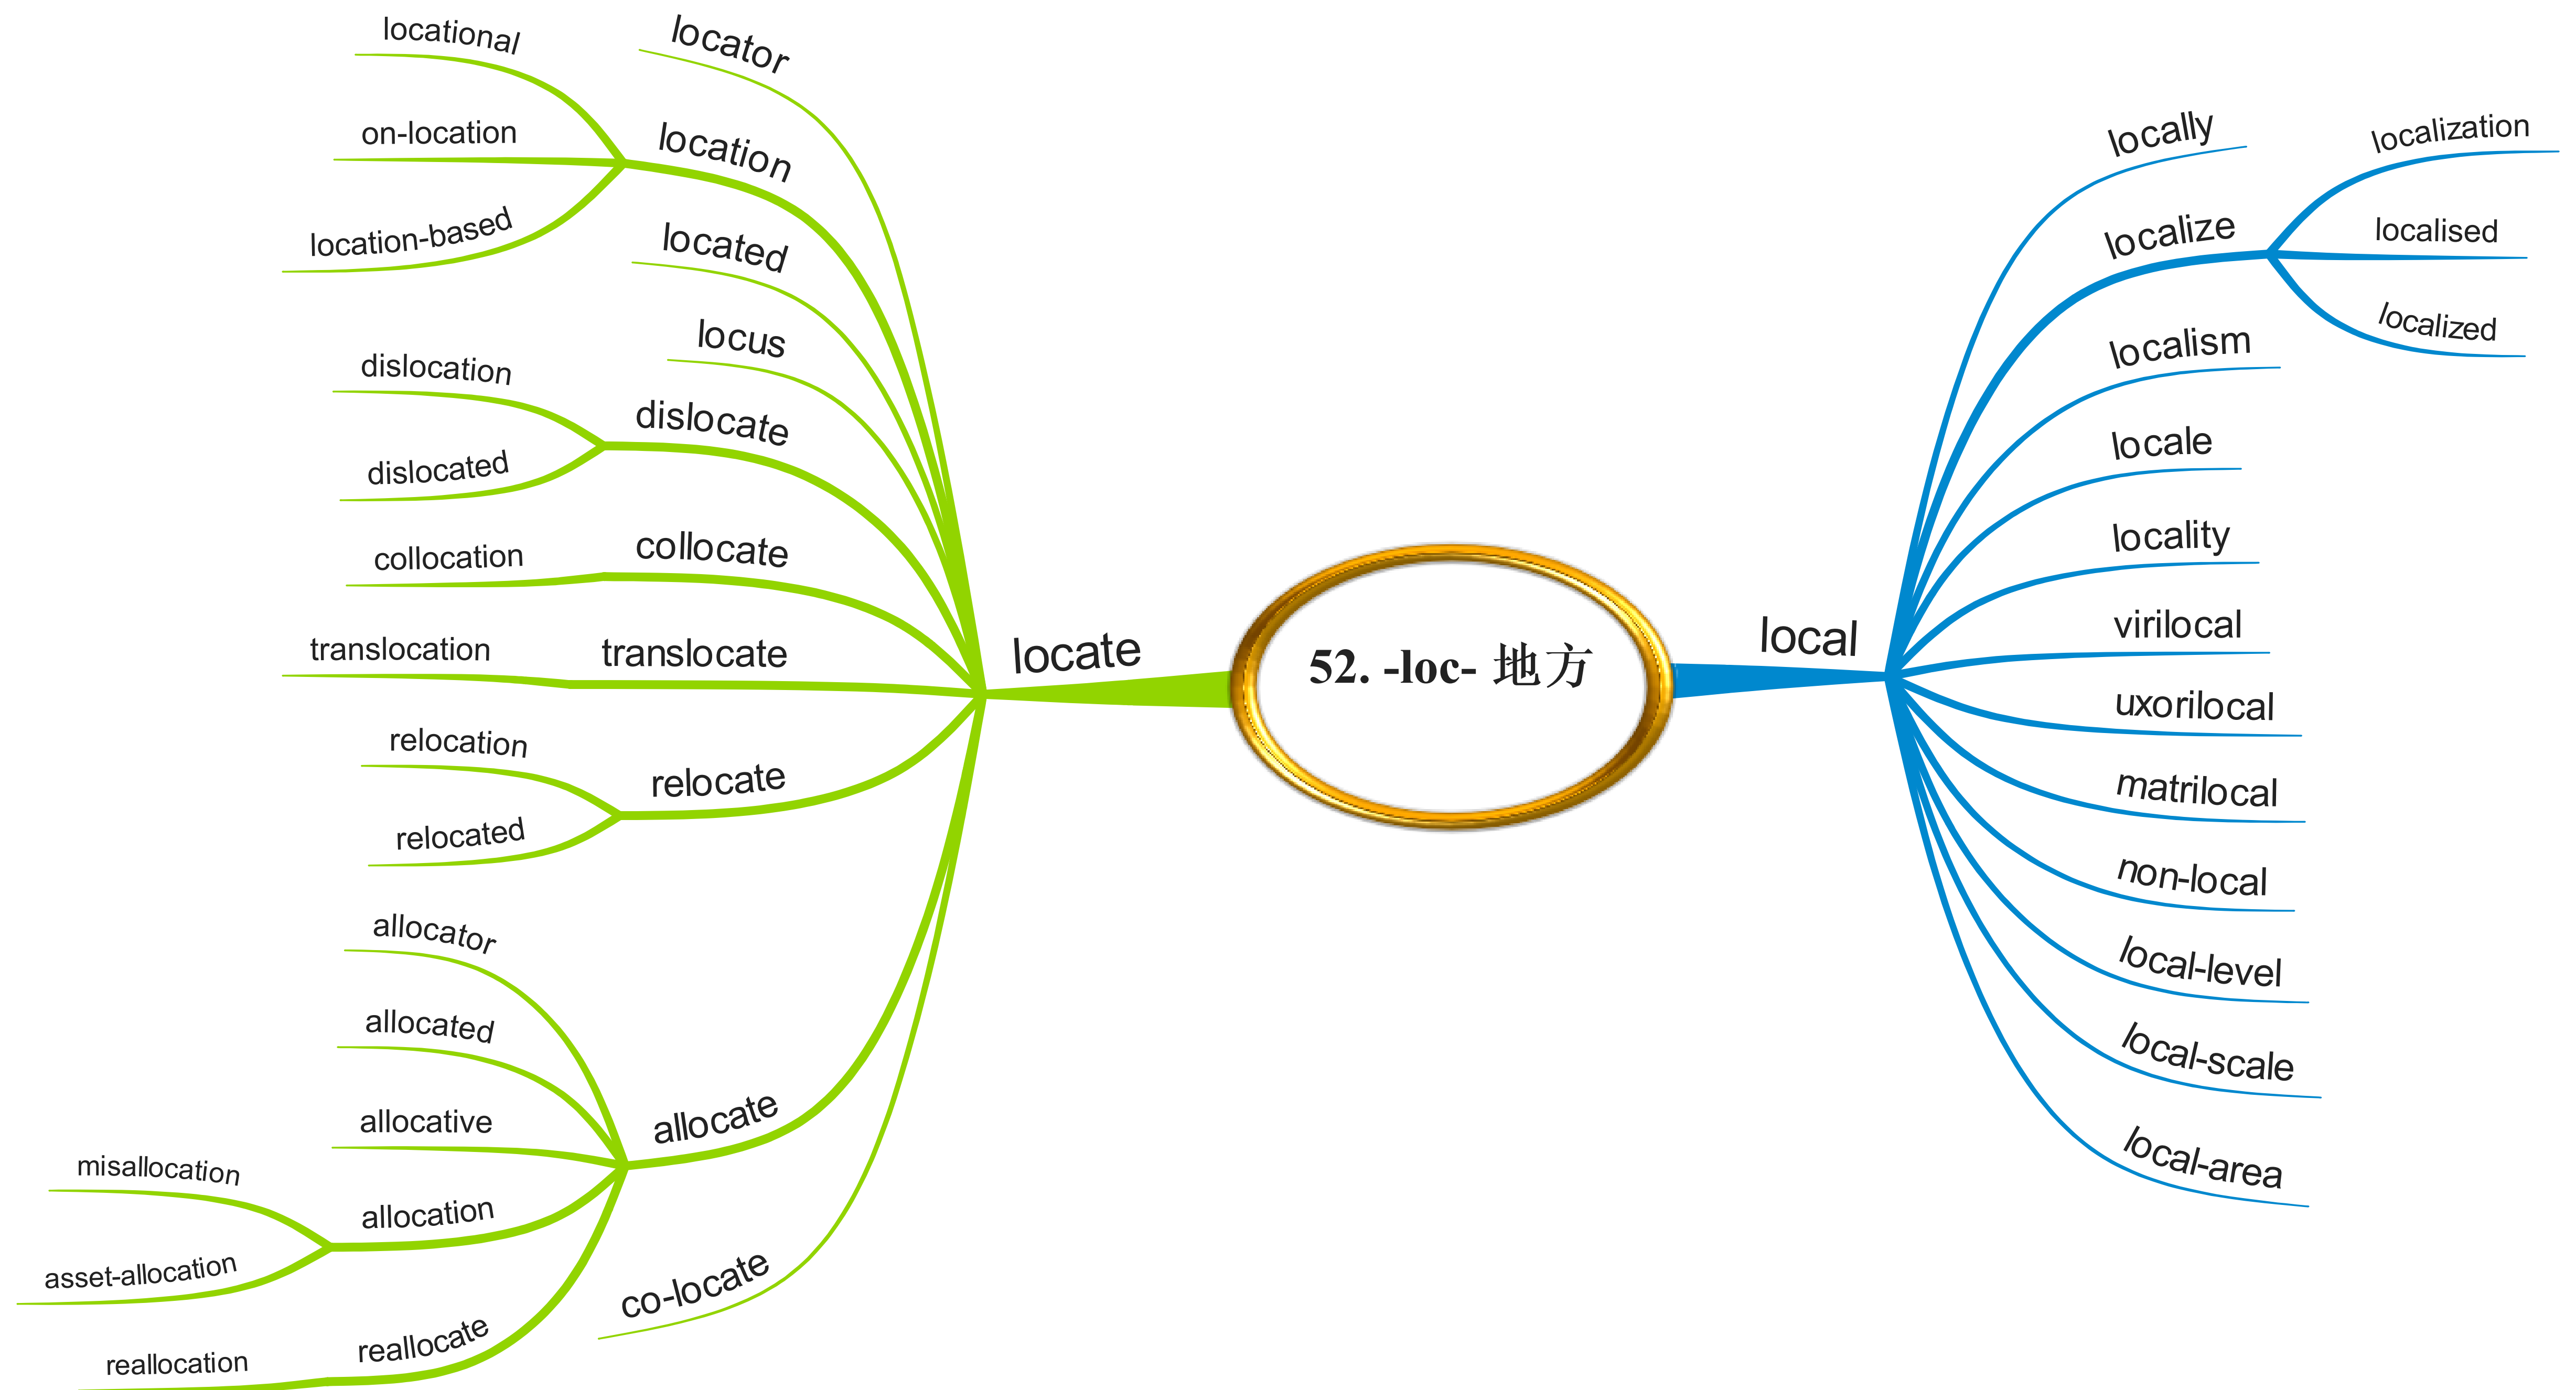 52. -loc- 地方
locate
locator
location
locational
on-location
location-based
located
locus
dislocate
dislocation
dislocated
collocate
collocation
translocate
translocation
relocate
relocation
relocated
allocate
allocator
allocated
allocative
allocation
misallocation
asset-allocation
reallocate
reallocation
co-locate
local
locally
localize
localization
localised
localized
localism
locale
locality
virilocal
uxorilocal
matrilocal
non-local
local-level
local-scale
local-area